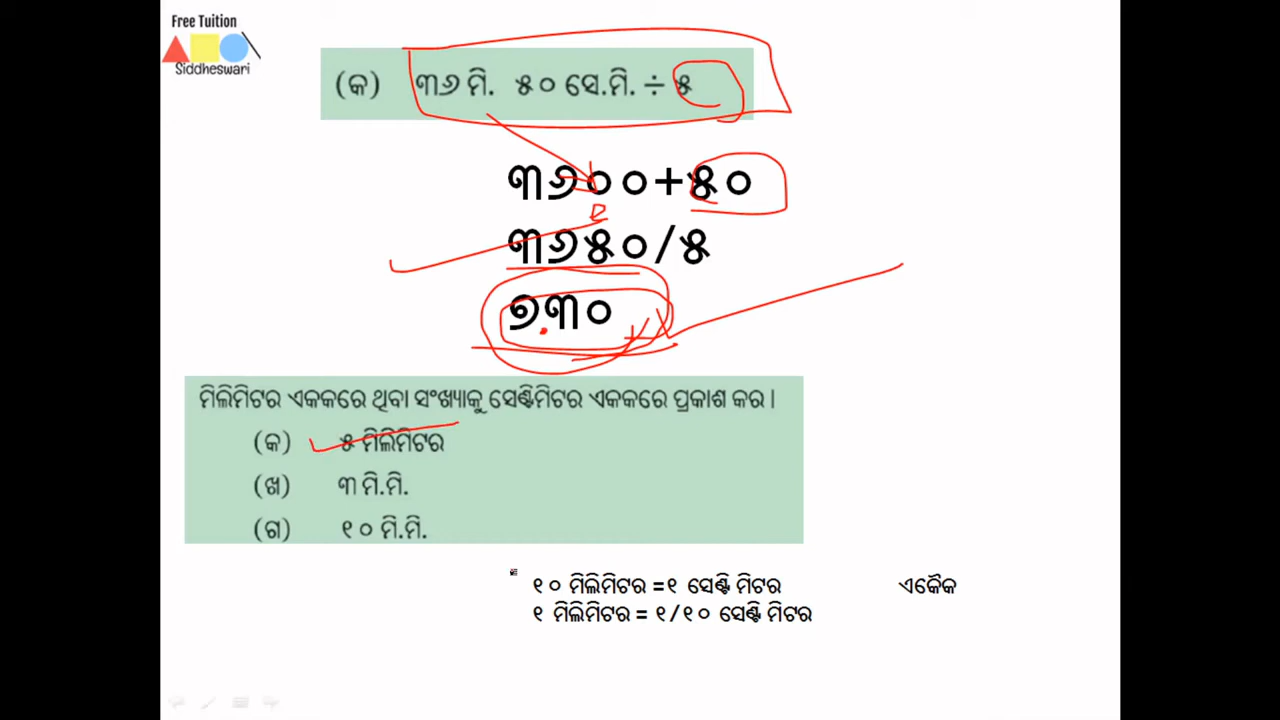 Free Tuition
Siddheswari
(କ) ୩୬ ମି. ୫୦ ସେ.ମି. ÷ ୫
୩୬୦୦+୫୦
୩୬୫୦/୫
୭୩୦
ମିଲିମିଟର ଏକକରେ ଥିବା ସଂଖ୍ୟାକୁ ସେଣ୍ଟିମିଟର ଏକକରେ ପ୍ରକାଶ କର ।
(କ) ୫ ମିଲିମିଟର
(ଖ) ୩ ମି.ମି.
(ଗ) ୧୦ ମି.ମି.
୧୦ ମିଲିମିଟର =୧ ସେଣ୍ଟି ମିଟର ଏକୈକ
୧ ମିଲିମିଟର = ୧/୧୦ ସେଣ୍ଟି ମିଟର